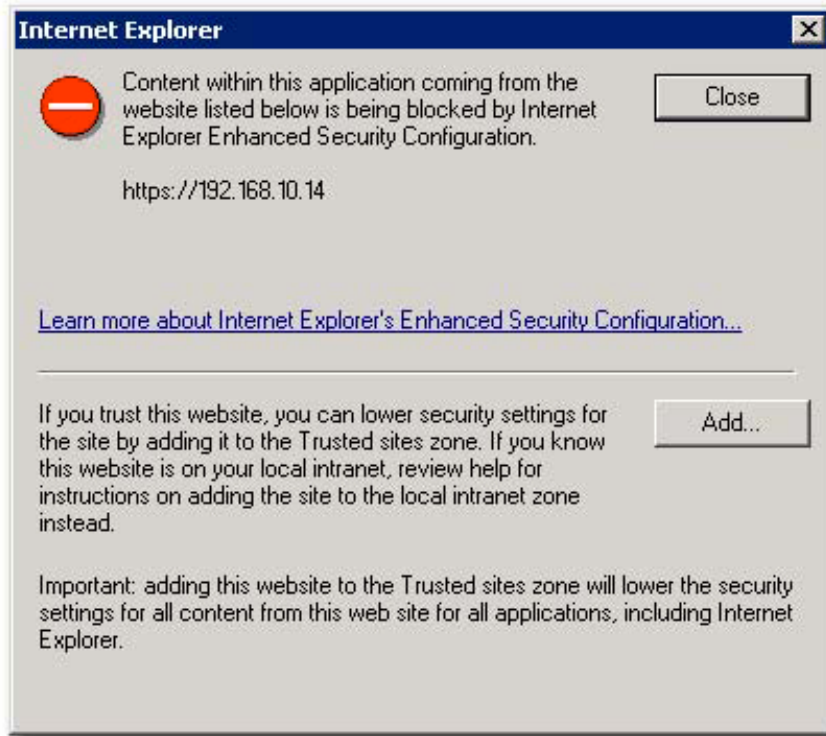 Internet Explorer
Content within this application coming from the
website listed below is being blocked by Internet
Explorer Enhanced Security Configuration.
Close
https://192.168.10.14
Learn more about Internet Explorer's Enhanced Security Configuration...
If you trust this website, you can lower security settings for
the site by adding it to the Trusted sites zone. If you know
this website is on your local intranet, review help for
instructions on adding the site to the local intranet zone
instead.
Add...
Important: adding this website to the Trusted sites zone will lower the security
settings for all content from this web site for all applications, including Internet
Explorer.